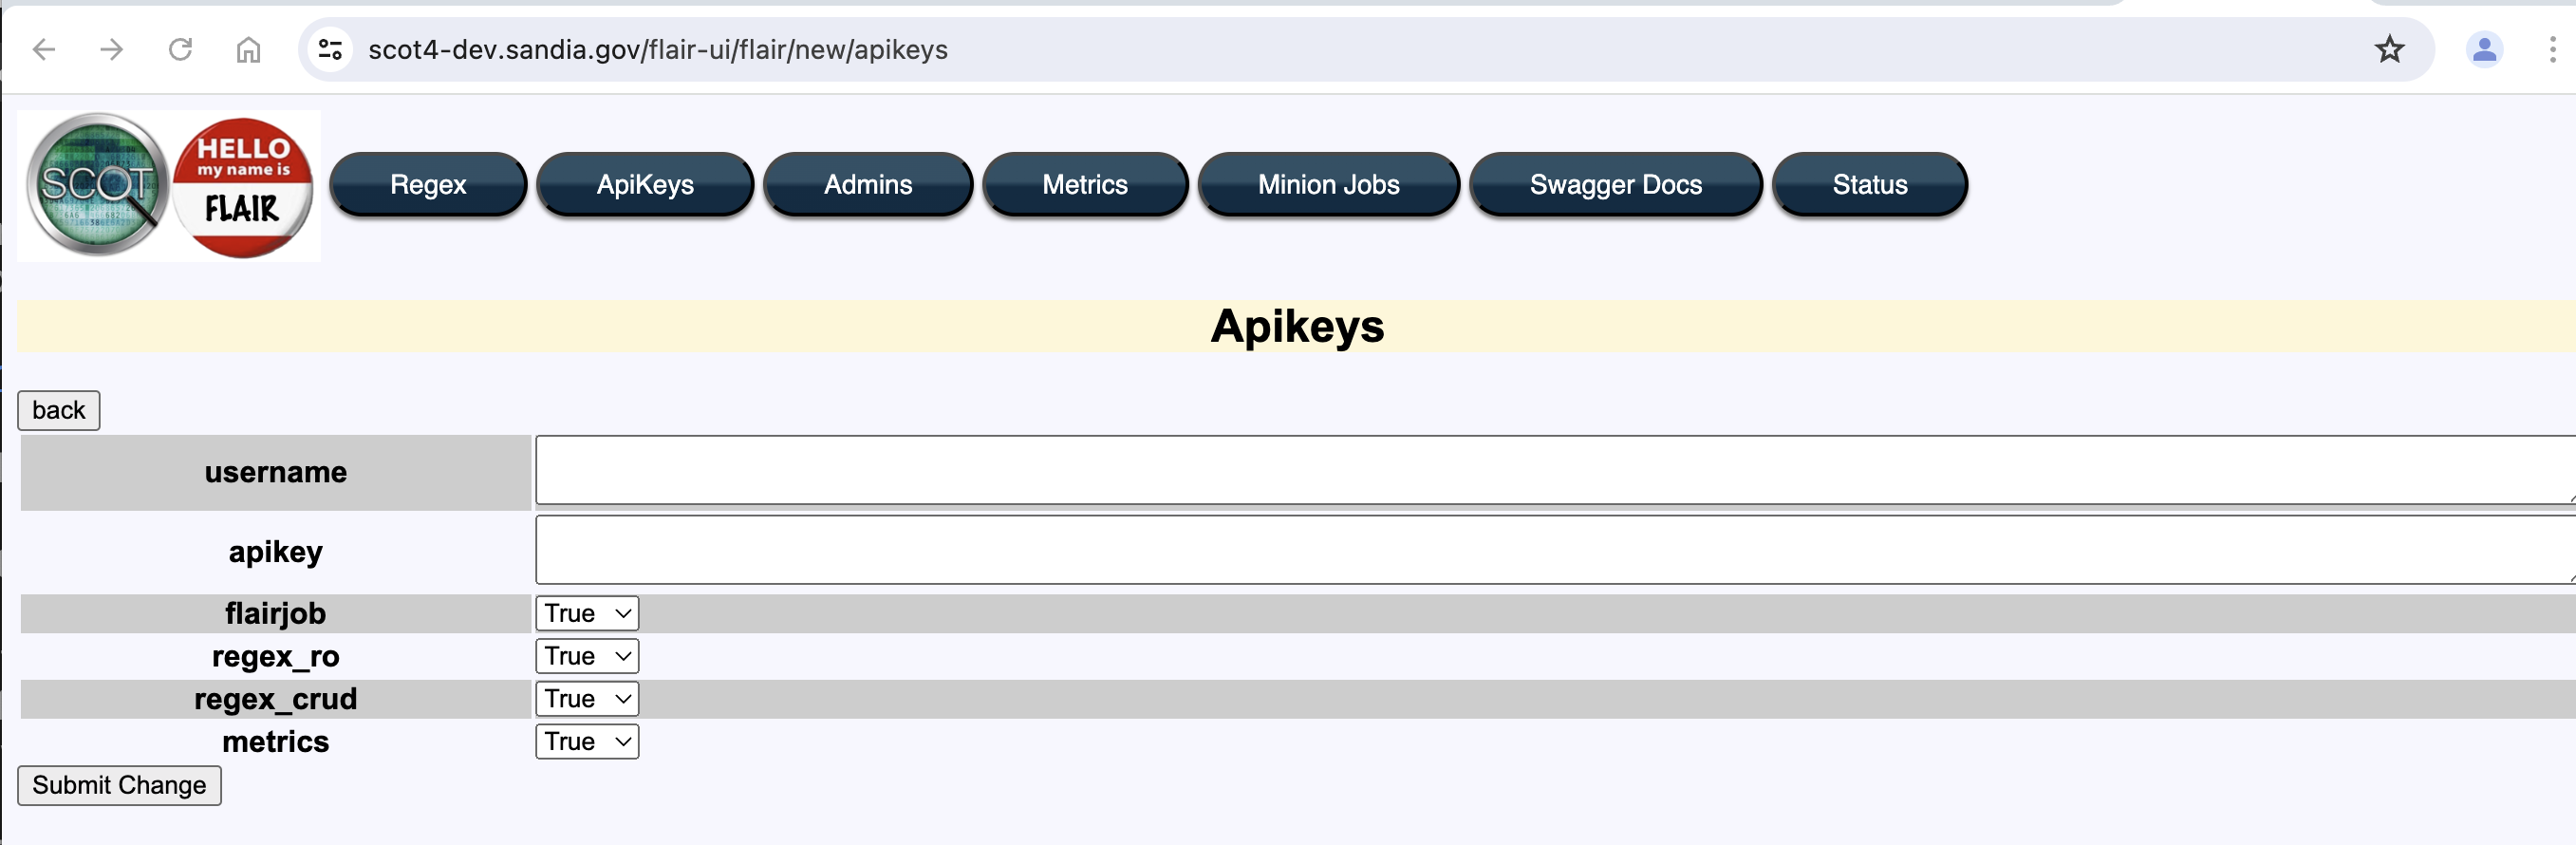 scot4-dev.sandia.gov/flair-ui/flair/new/apikeys
SCOT
HELLO
my name is
FLAIR
Regex
ApiKeys
Admins
Metrics
Minion Jobs
Swagger Docs
Status
Apikeys
back
username
apikey
flairjob True
regex_ro True
regex_crud True
metrics True
Submit Change